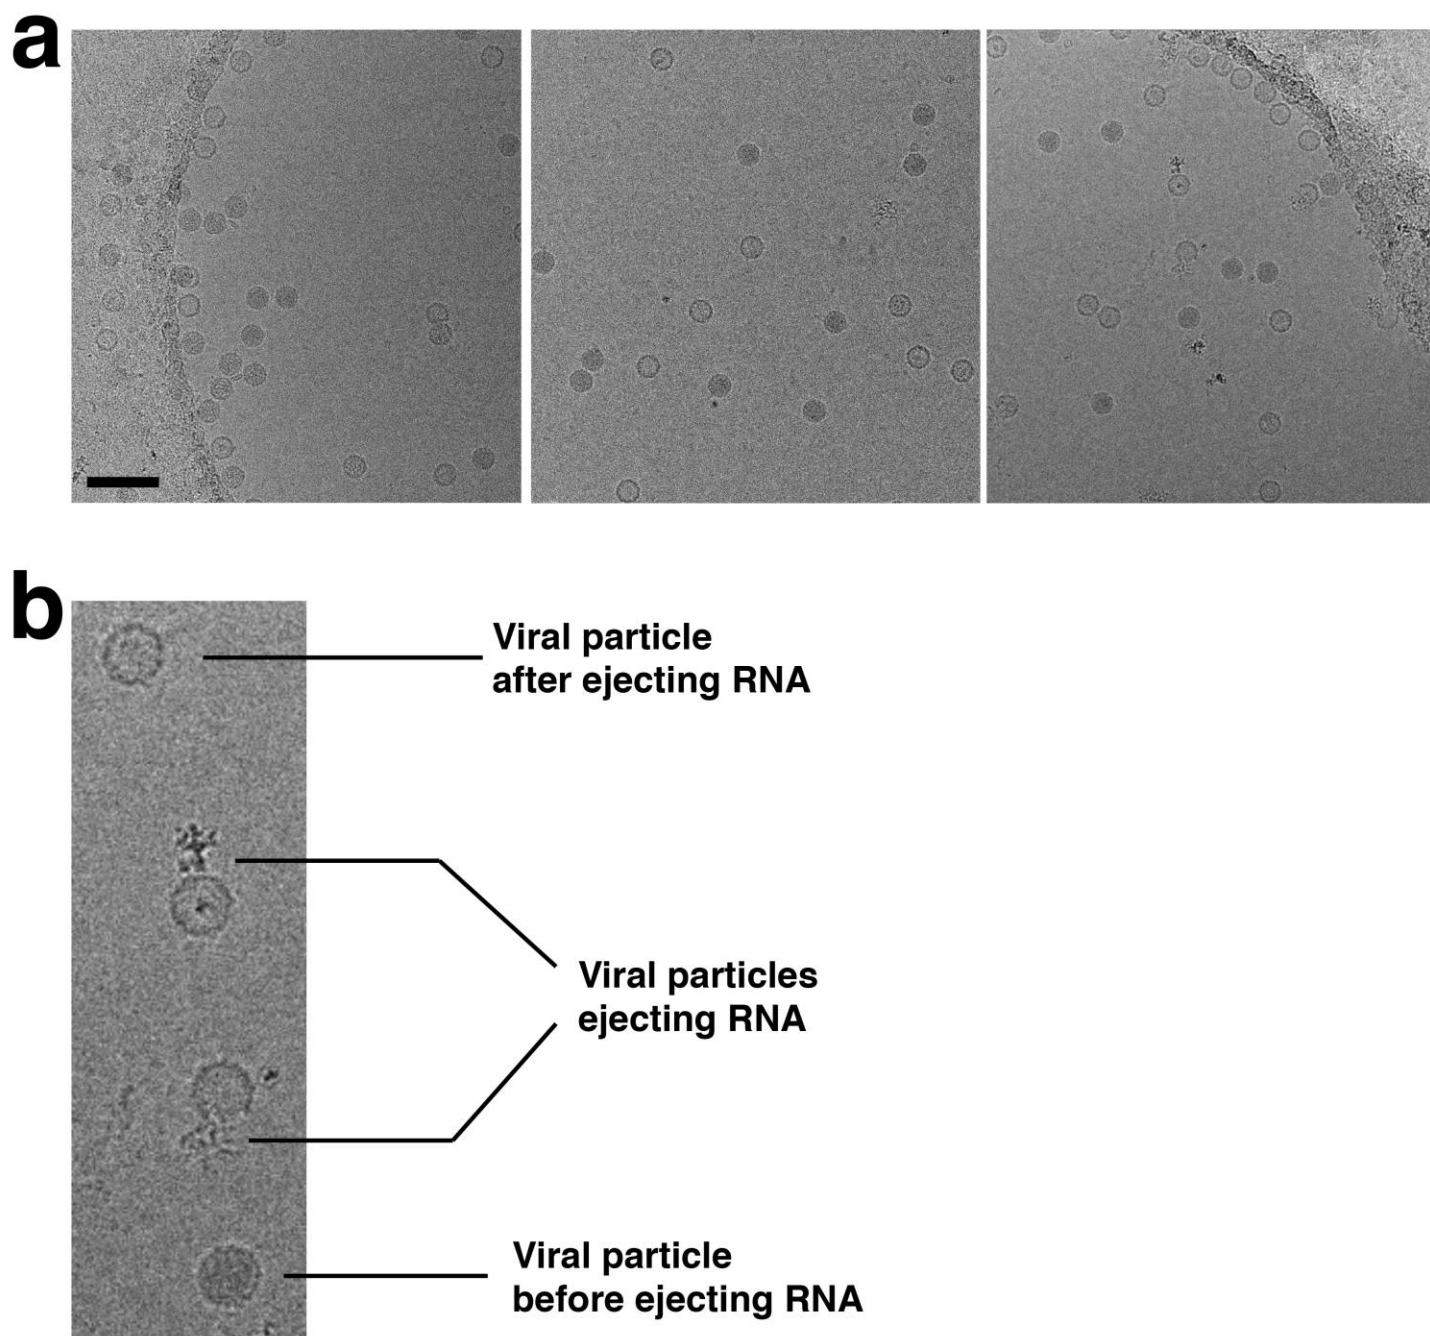 a
b
Viral particle
after ejecting RNA
Viral particles
ejecting RNA
Viral particle
before ejecting RNA